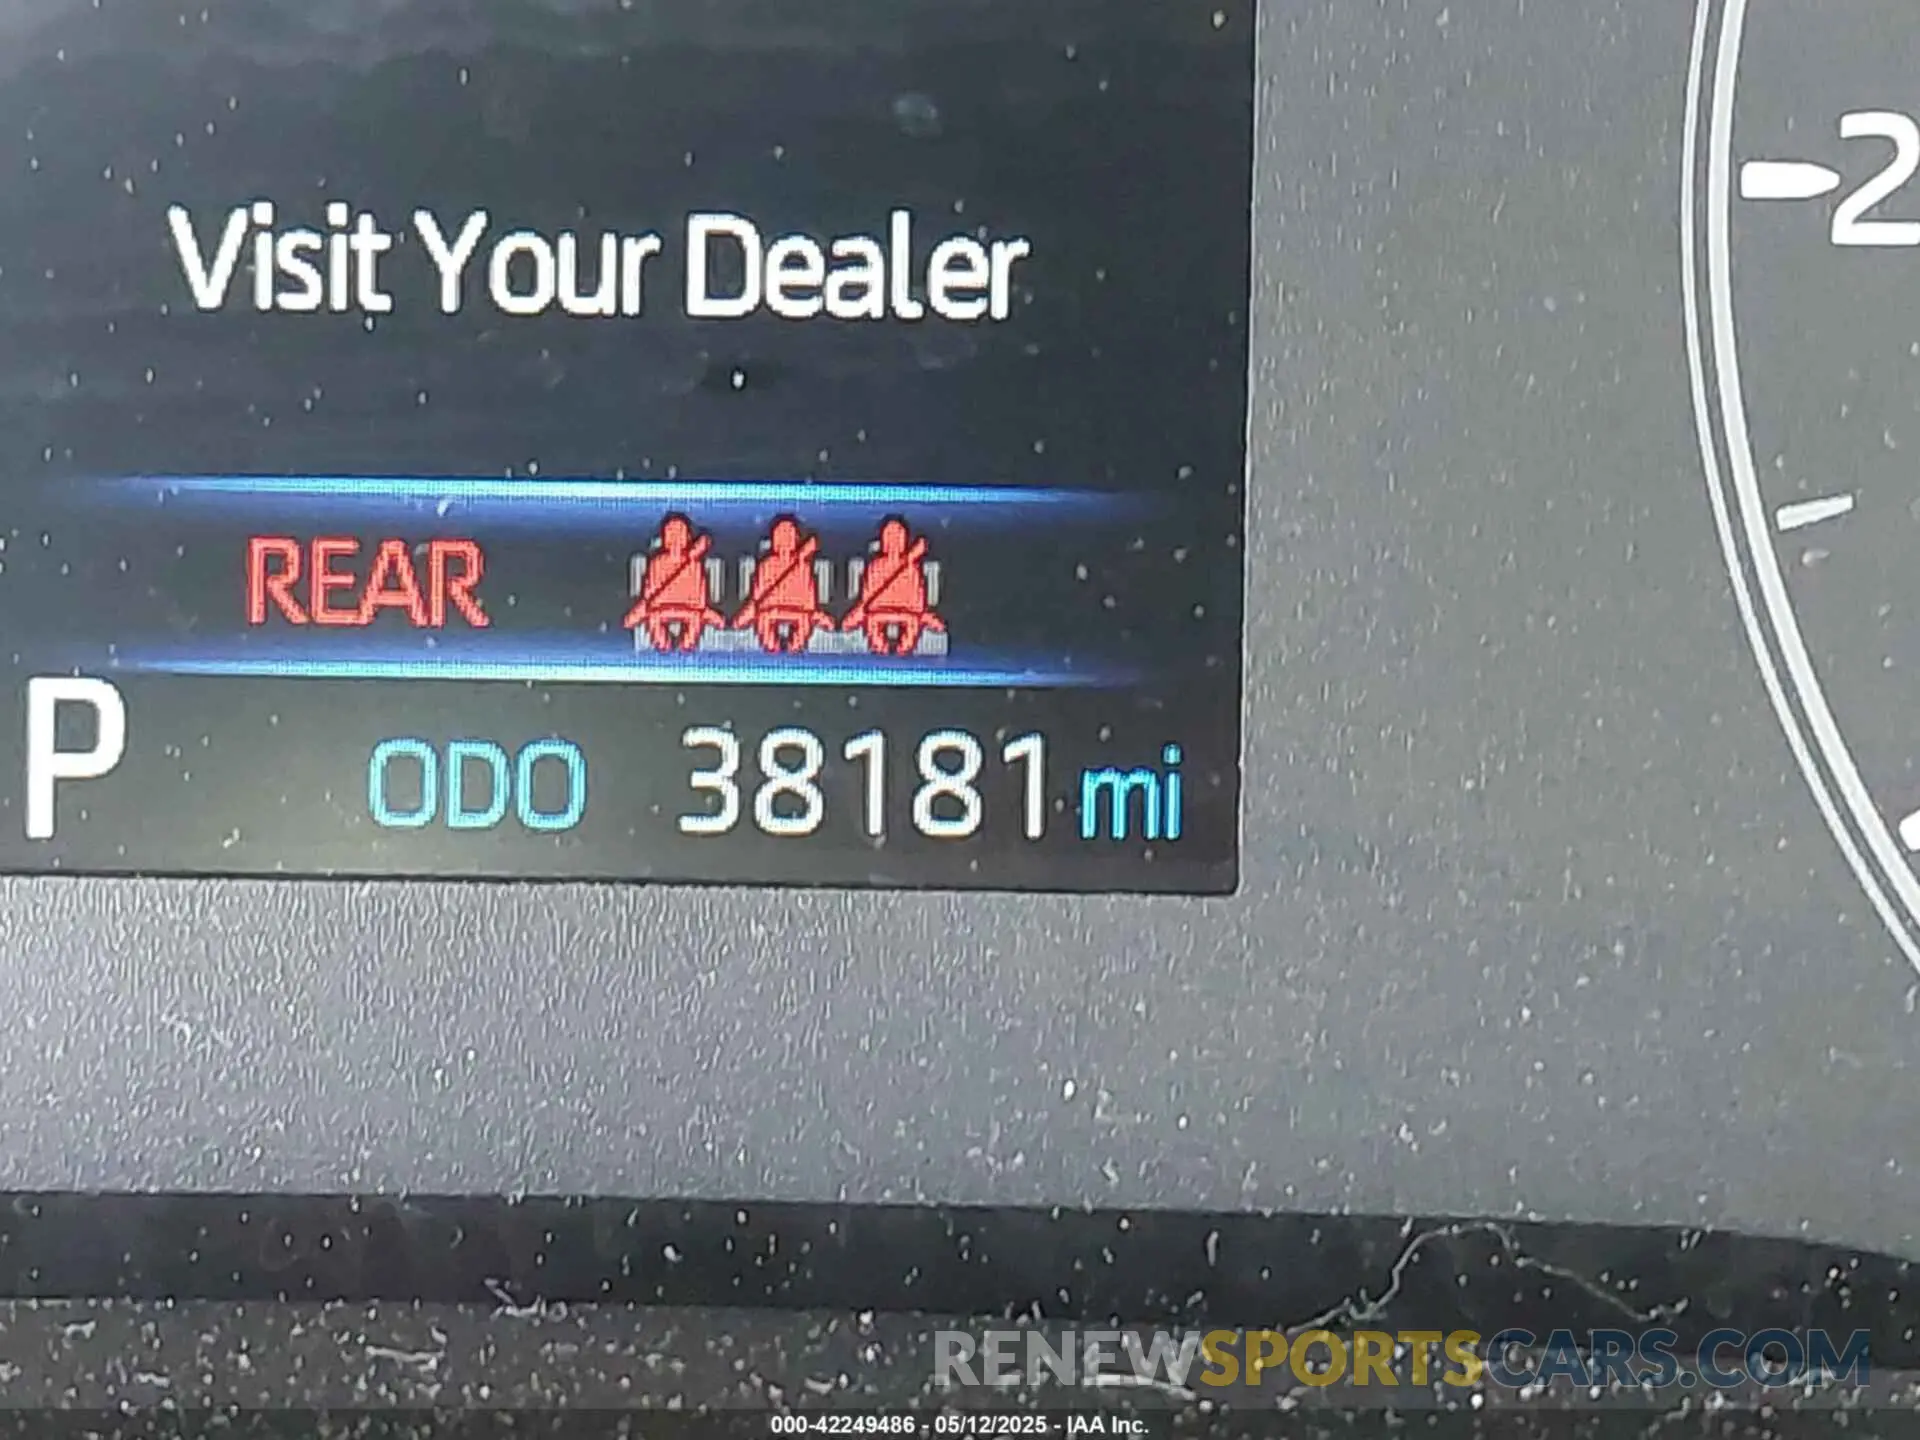 Visit Your Dealer
2
REAR
P ODO 38181 mi
RENEWSPORTSCARS.COM
000-42249486 - 05/12/2025 - IAA Inc.